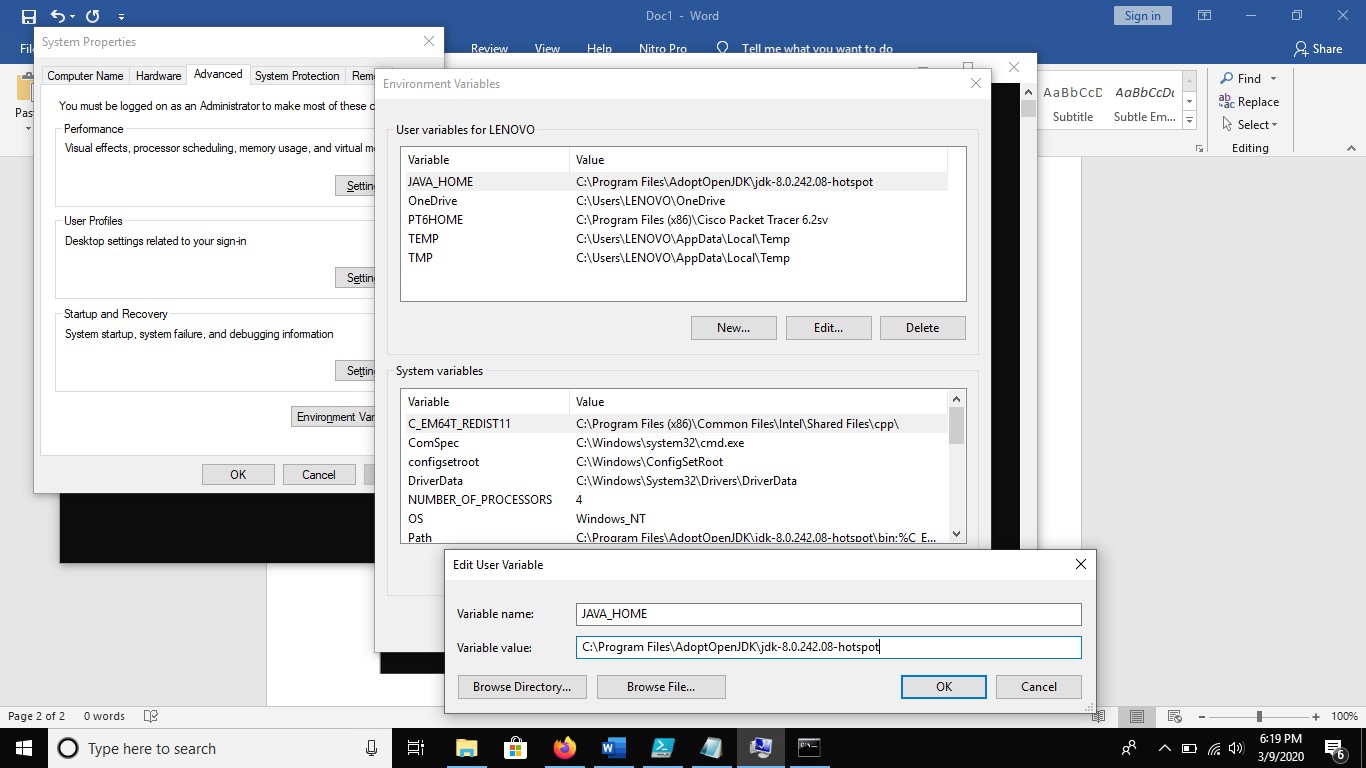 Doc1 - Word
Sign in
Review View Help Nitro Pro Tell me what you want to do
Share
System Properties
Computer Name Hardware Advanced System Protection
You must be logged on as an Administrator to make most of these
Performance
Visual effects, processor scheduling, memory usage, and virtual
User Profiles
Desktop settings related to your sign-in
Startup and Recovery
System startup, system failure, and debugging information
Environment
OK Cancel
Environment Variables
User variables for LENOVO
Variable Value
JAVA_HOME C:\Program Files\AdoptOpenJDK\jdk-8.0.242.08-hotspot
OneDrive C:\Users\LENOVO\OneDrive
PT6HOME C:\Program Files (x86)\Cisco Packet Tracer 6.2sv
TEMP C:\Users\LENOVO\AppData\Local\Temp
TMP C:\Users\LENOVO\AppData\Local\Temp
New... Edit... Delete
System variables
Variable Value
C_EM64T_REDIST11 C:\Program Files (x86)\Common Files\Intel\Shared Files\cpp\
ComSpec C:\Windows\system32\cmd.exe
configsetroot C:\Windows\ConfigSetRoot
DriverData C:\Windows\System32\Drivers\DriverData
NUMBER_OF_PROCESSORS 4
OS Windows_NT
Path C:\Program Files\AdoptOpenJDK\jdk-8.0.242.08-hotspot\bin;%C_E...
AaBbCcD AaBbCcDc
Subtitle Subtle Em...
Find
Replace
Select
Editing
Edit User Variable
Variable name: JAVA_HOME
Variable value: C:\Program Files\AdoptOpenJDK\jdk-8.0.242.08-hotspot
Browse Directory... Browse File... OK Cancel
Page 2 of 2 0 words
100%
Type here to search
6:19 PM
3/9/2020
6